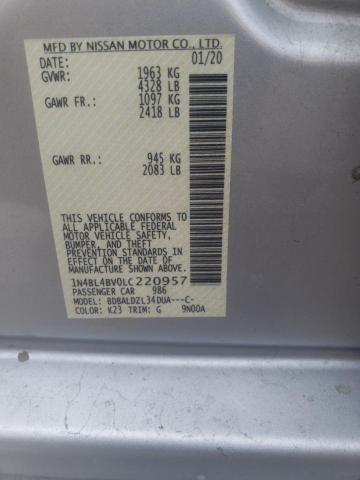 MFD BY NISSAN MOTOR CO., LTD.
DATE: 01/20
GVWR: 1963 KG
4328 LB
GAWR FR.: 1097 KG
2418 LB
GAWR RR.: 945 KG
2083 LB
THIS VEHICLE CONFORMS TO
ALL APPLICABLE FEDERAL
MOTOR VEHICLE SAFETY,
BUMPER, AND THEFT
PREVENTION STANDARDS IN
EFFECT ON THE DATE OF
MANUFACTURE SHOWN ABOVE.
1N4BL4BV0LC220957
PASSENGER CAR 986
MODEL: BDBALDZL34DUA---C-
COLOR: K23 TRIM: G 9N00A